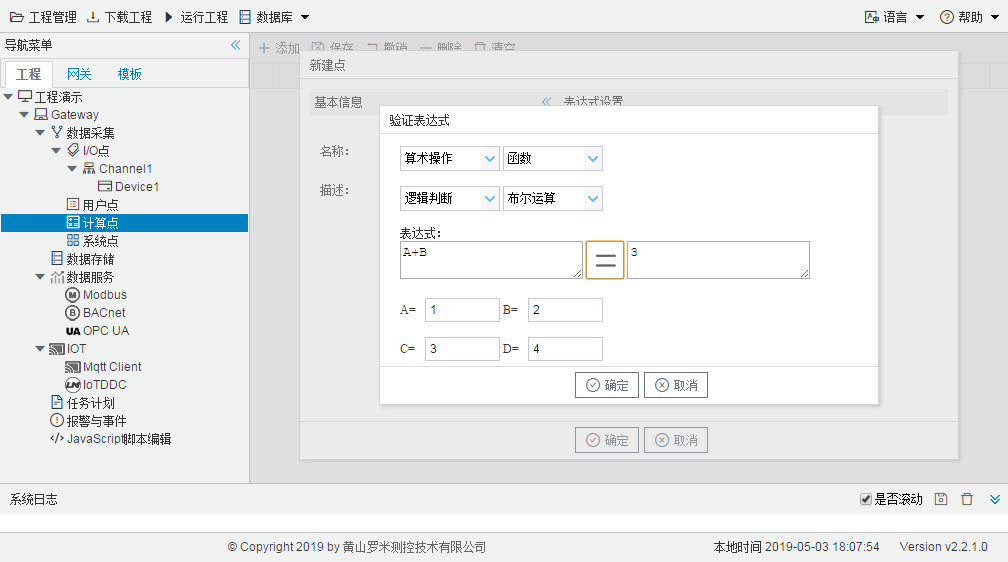 工程管理 下载工程 运行工程 数据库 语言 帮助
导航菜单
添加 保存 撤销 删除 清空
工程 网关 模板
新建点
工程演示
Gateway
数据采集
I/O点
Channel1
Device1
用户点
计算点
系统点
数据存储
数据服务
Modbus
BACnet
OPC UA
IOT
Mqtt Client
IoTDDC
任务计划
报警与事件
JavaScript脚本编辑
基本信息 表达式设置
名称:
描述:
验证表达式
算术操作 函数
逻辑判断 布尔运算
表达式:
A+B 3
A= 1 B= 2
C= 3 D= 4
确定 取消
确定 取消
系统日志 是否滚动
© Copyright 2019 by 黄山罗米测控技术有限公司 本地时间 2019-05-03 18:07:54 Version v2.2.1.0